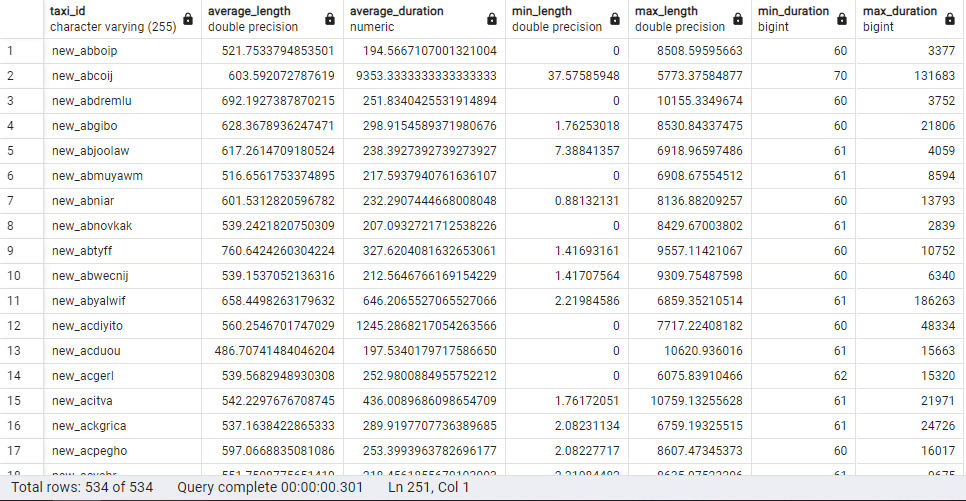 taxi_id average_length average_duration min_length max_length min_duration max_duration
character varying (255) double precision numeric double precision double precision bigint bigint
1 new_abboip 521.7533794853501 194.5667107001321004 0 8508.59595663 60 3377
2 new_abcoij 603.592072787619 9353.3333333333333333 37.57585948 5773.37584877 70 131683
3 new_abdremlu 692.1927387870215 251.8340425531914894 0 10155.3349674 60 3752
4 new_abgibo 628.3678936247471 298.9154589371980676 1.76253018 8530.84337475 60 21806
5 new_abjoolaw 617.2614709180524 238.3927392739273927 7.38841357 6918.96597486 61 4059
6 new_abmuyawm 516.6561753374895 217.5937940761636107 0 6908.67554512 61 8594
7 new_abniar 601.5312820596782 232.2907444668008048 0.88132131 8136.88209257 60 13793
8 new_abnovkak 539.2421820750309 207.0932721712538226 0 8429.67003802 61 2839
9 new_abtyff 760.6424260304224 327.6204081632653061 1.41693161 9557.11421067 60 10752
10 new_abwecnij 539.1537052136316 212.5646766169154229 1.41707564 9309.75487598 60 6340
11 new_abyalwif 658.4498263179632 646.2065527065527066 2.21984586 6859.35210514 61 186263
12 new_acdiyito 560.2546701747029 1245.2868217054263566 0 7717.22408182 60 48334
13 new_acduou 486.70741484046204 197.5340179717586650 0 10620.936016 61 15663
14 new_acgerl 539.5682948930308 252.9800884955752212 0 6075.83910466 62 15320
15 new_acitva 542.2297676708745 436.0089686098654709 1.76172051 10759.13255628 61 21971
16 new_ackgrica 537.1638422865333 289.9197707736389685 2.08231134 6759.19325515 61 24726
17 new_acpegho 597.0668835081086 253.3993963782696177 2.08227717 8607.47345373 60 16017
Total rows: 534 of 534 Query complete 00:00:00.301 Ln 251, Col 1